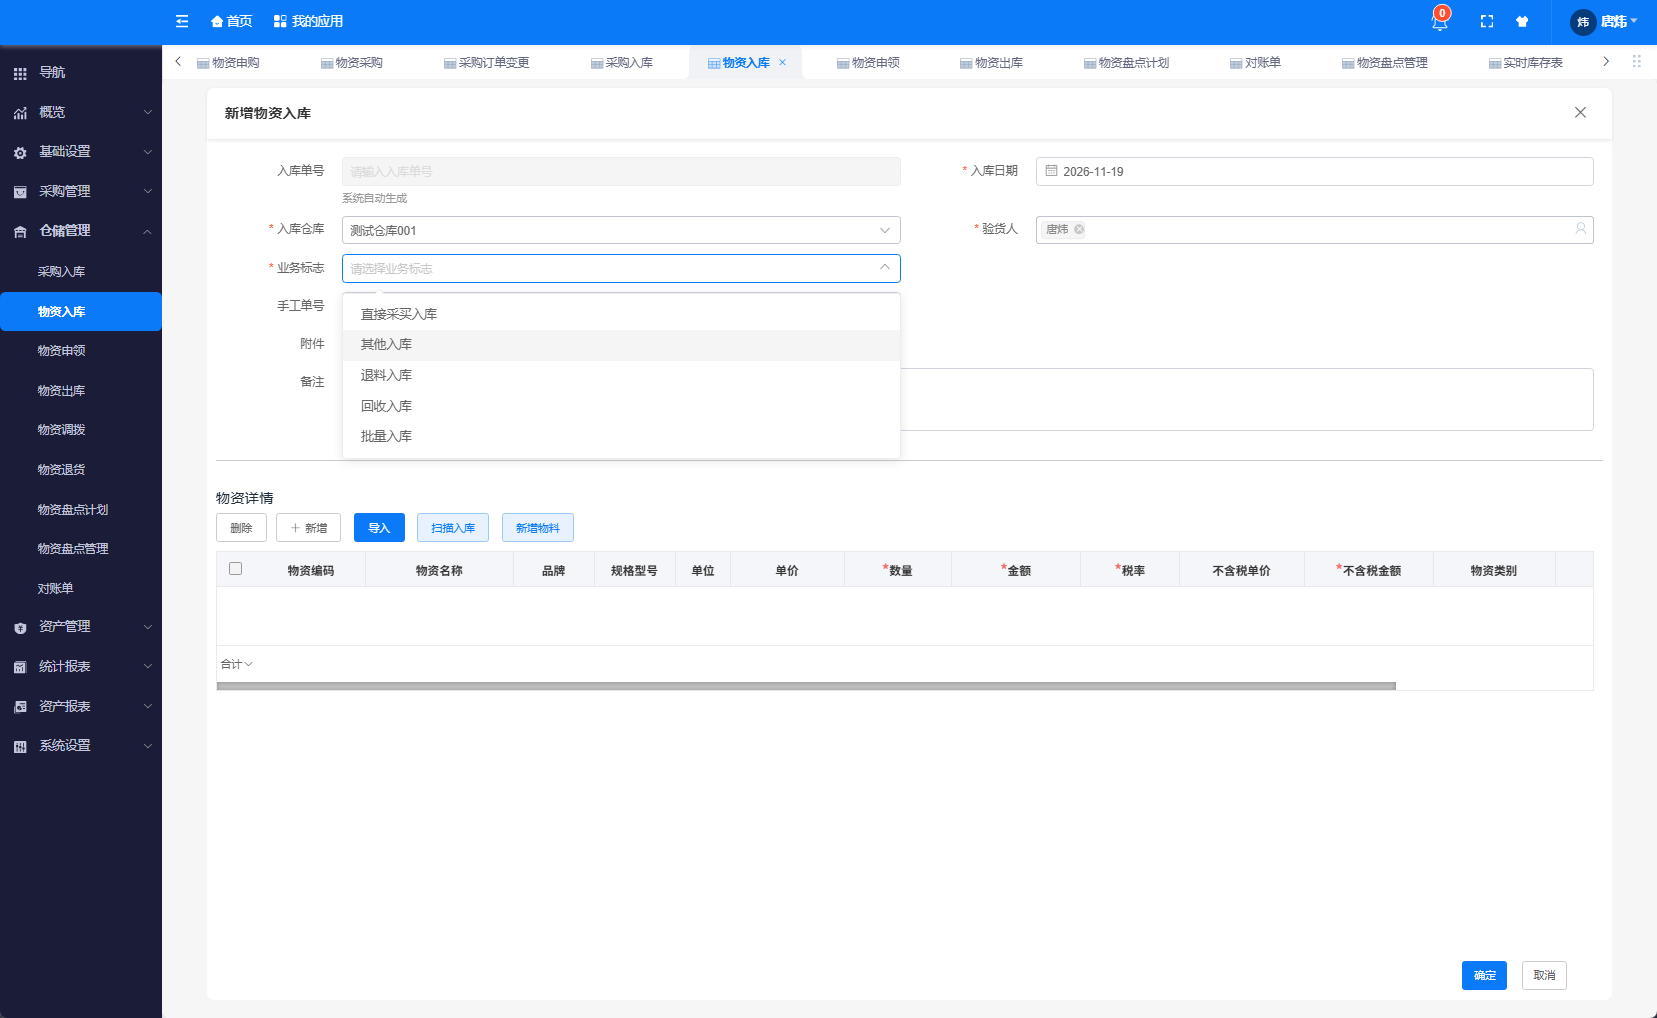 首页 我的应用 0 炜 唐炜
导航
概览
基础设置
采购管理
仓储管理
采购入库
物资入库
物资申领
物资出库
物资调拨
物资退货
物资盘点计划
物资盘点管理
对账单
资产管理
统计报表
资产报表
系统设置
物资申购 物资采购 采购订单变更 采购入库 物资入库 物资申领 物资出库 物资盘点计划 对账单 物资盘点管理 实时库存表
新增物资入库
入库单号 请输入入库单号 * 入库日期 2026-11-19
系统自动生成
* 入库仓库 测试仓库001 * 验货人 唐炜
* 业务标志 请选择业务标志
手工单号
附件
备注
直接采买入库
其他入库
退料入库
回收入库
批量入库
物资详情
删除 新增 导入 扫描入库 新增物料
物资编码 物资名称 品牌 规格型号 单位 单价 *数量 *金额 *税率 不含税单价 *不含税金额 物资类别
合计
确定 取消